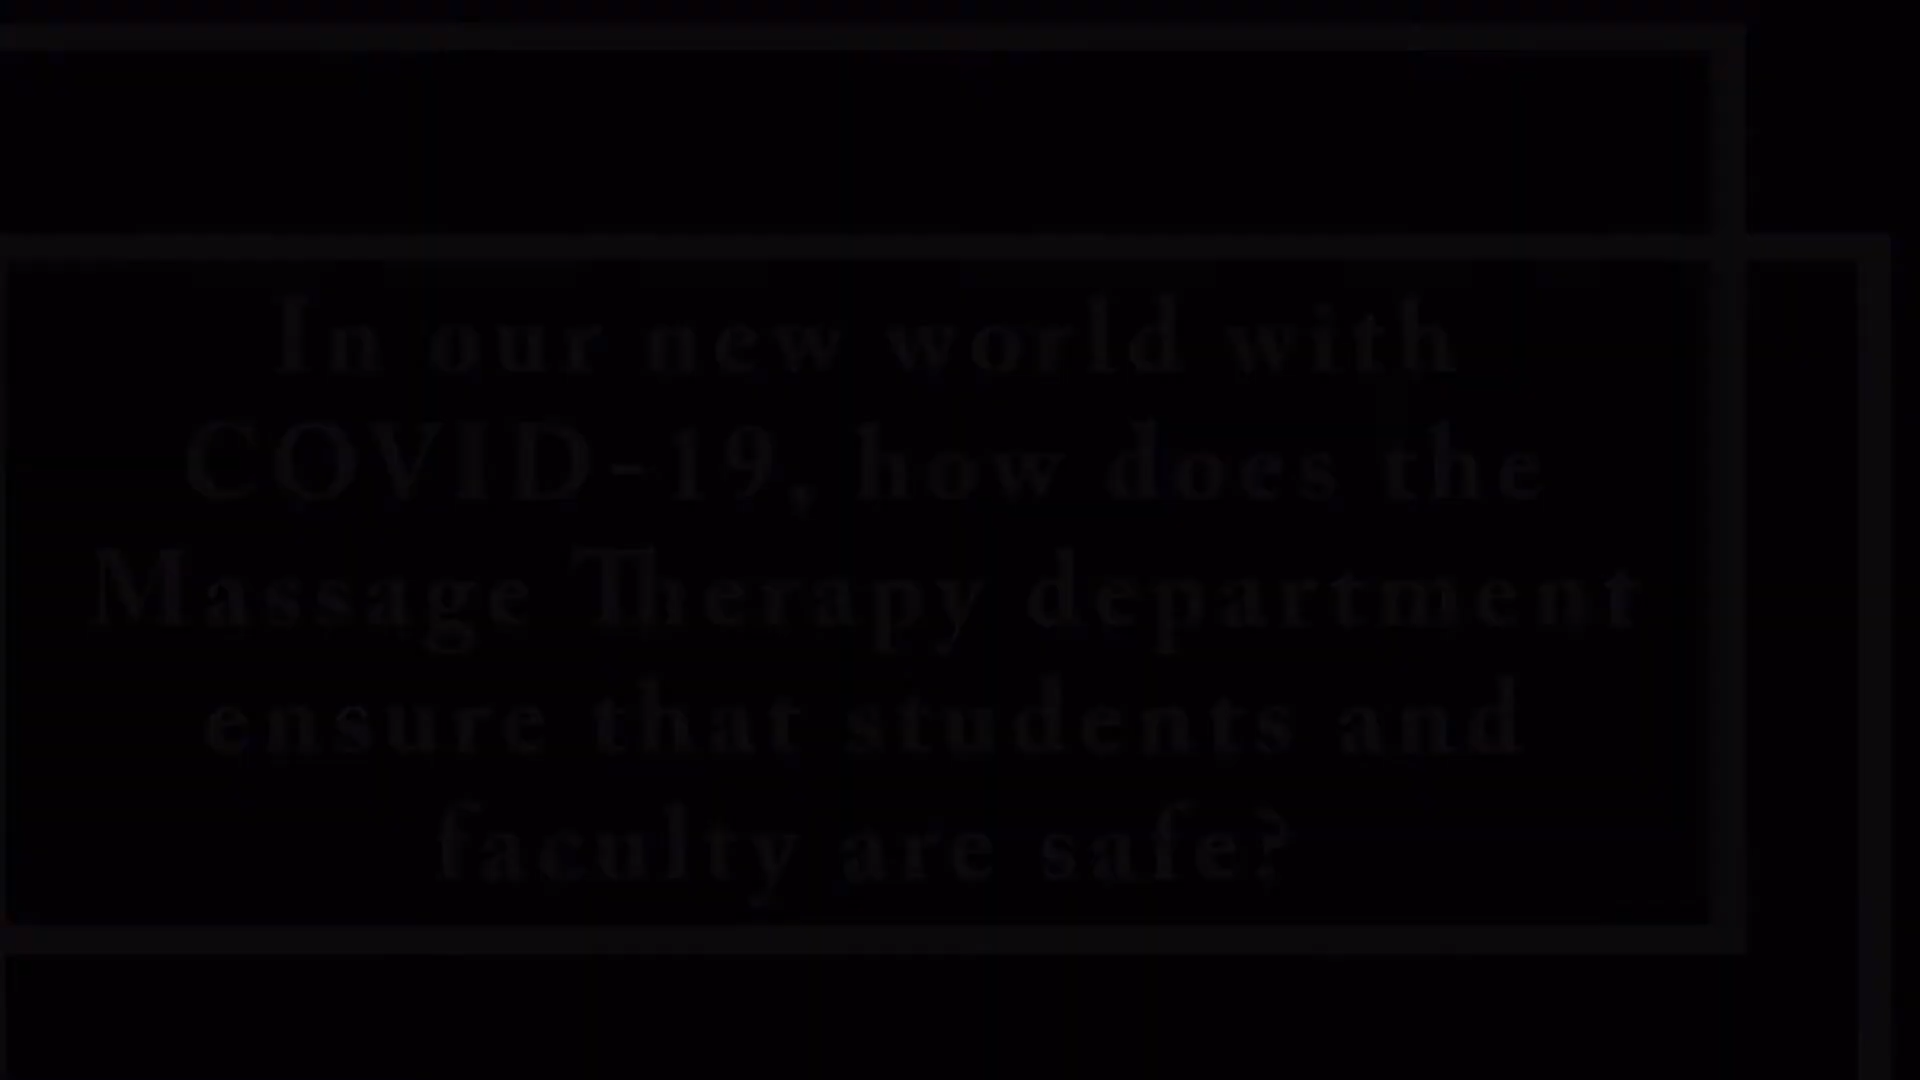 In our new world with
COVID-19, how does the
Massage Therapy department
ensure that students and
faculty are safe?